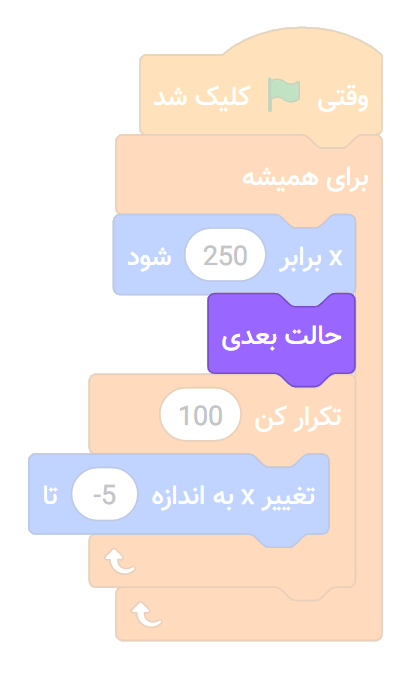 وقتی کلیک شد
برای همیشه
x برابر 250 شود
حالت بعدی
تکرار کن 100
تغییر x به اندازه -5 تا